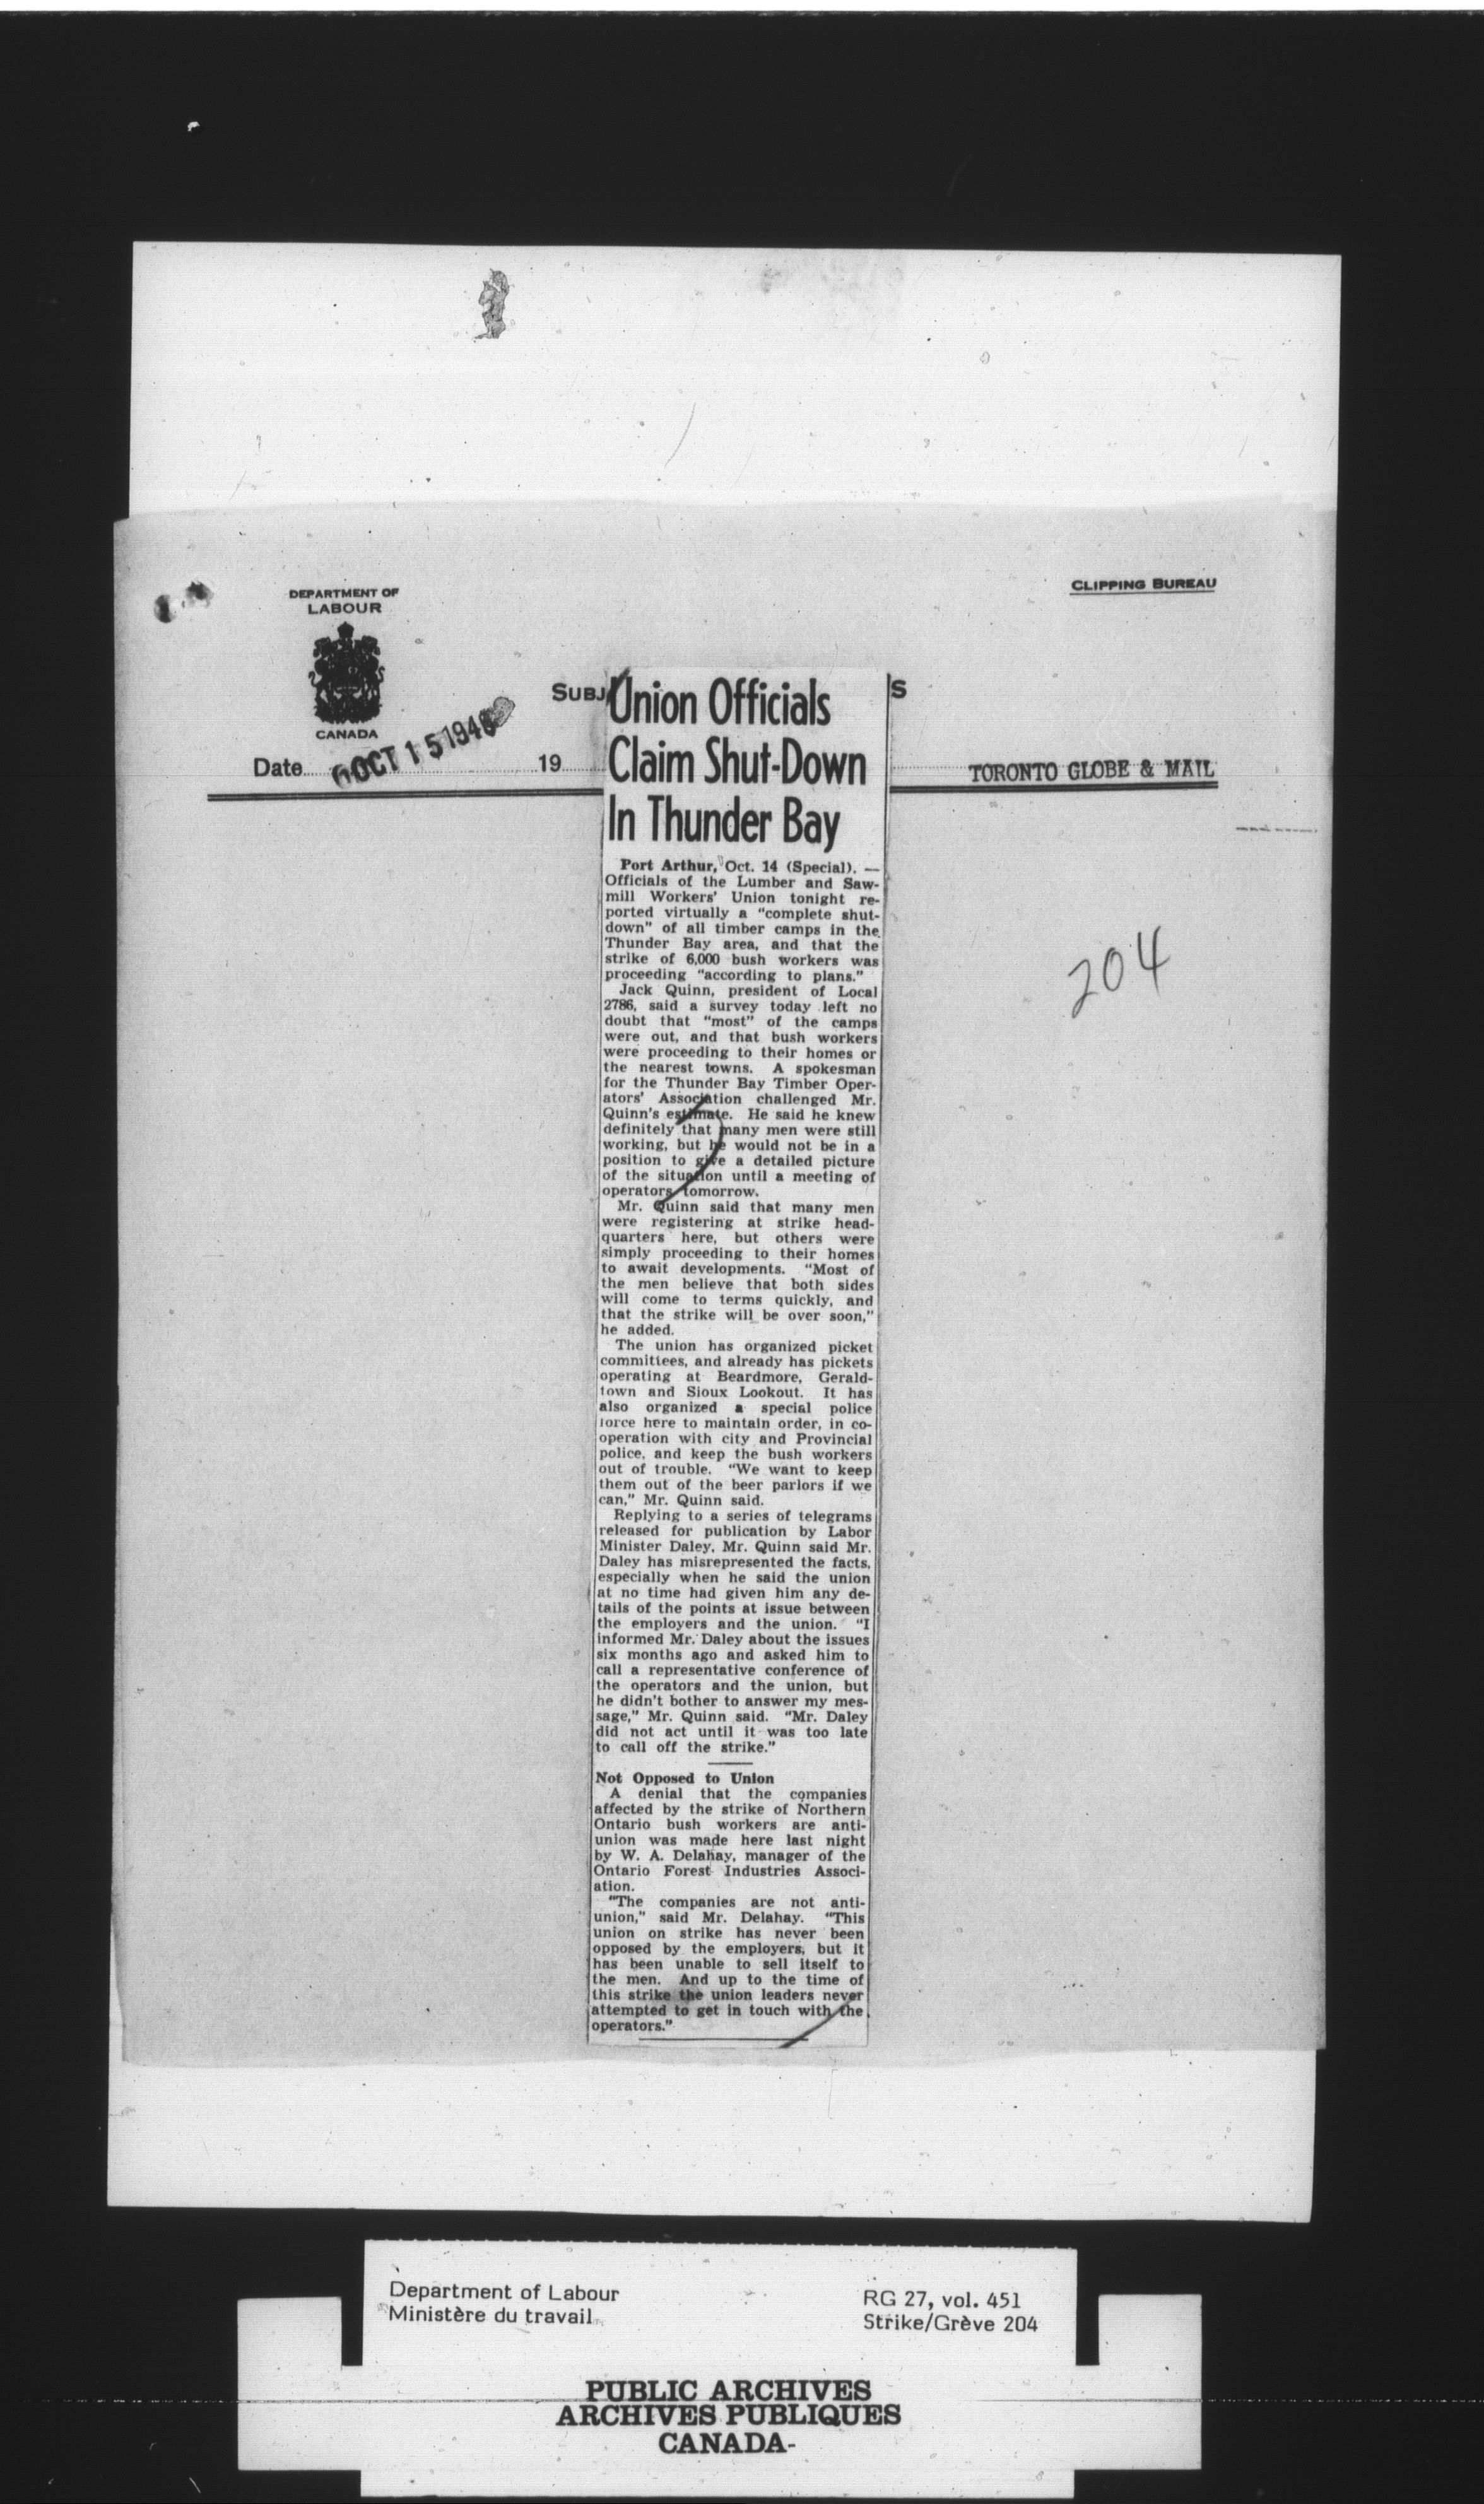 DEPARTMENT OF
LABOUR
CANADA
CLIPPING BUREAU
SUBJ
S
Date
OCT 15 1946
19
TORONTO GLOBE & MAIL
204
Union Officials
Claim Shut-Down
In Thunder Bay
Port Arthur, Oct. 14 (Special). —
Officials of the Lumber and Saw-
mill Workers' Union tonight re-
ported virtually a "complete shut-
down" of all timber camps in the
Thunder Bay area, and that the
strike of 6,000 bush workers was
proceeding "according to plans."
Jack Quinn, president of Local
2786, said a survey today left no
doubt that "most" of the camps
were out, and that bush workers
were proceeding to their homes or
the nearest towns. A spokesman
for the Thunder Bay Timber Oper-
ators' Association challenged Mr.
Quinn's estimate. He said he knew
definitely that many men were still
working, but he would not be in a
position to give a detailed picture
of the situation until a meeting of
operators tomorrow.
Mr. Quinn said that many men
were registering at strike head-
quarters here, but others were
simply proceeding to their homes
to await developments. "Most of
the men believe that both sides
will come to terms quickly, and
that the strike will be over soon,"
he added.
The union has organized picket
committees, and already has pickets
operating at Beardmore, Gerald-
town and Sioux Lookout. It has
also organized a special police
force here to maintain order, in co-
operation with city and Provincial
police, and keep the bush workers
out of trouble. "We want to keep
them out of the beer parlors if we
can," Mr. Quinn said.
Replying to a series of telegrams
released for publication by Labor
Minister Daley, Mr. Quinn said Mr.
Daley has misrepresented the facts,
especially when he said the union
at no time had given him any de-
tails of the points at issue between
the employers and the union. "I
informed Mr. Daley about the issues
six months ago and asked him to
call a representative conference of
the operators and the union, but
he didn't bother to answer my mes-
sage," Mr. Quinn said. "Mr. Daley
did not act until it was too late
to call off the strike."
Not Opposed to Union
A denial that the companies
affected by the strike of Northern
Ontario bush workers are anti-
union was made here last night
by W. A. Delahay, manager of the
Ontario Forest Industries Associ-
ation.
"The companies are not anti-
union," said Mr. Delahay. "This
union on strike has never been
opposed by the employers, but it
has been unable to sell itself to
the men. And up to the time of
this strike the union leaders never
attempted to get in touch with the
operators."
Department of Labour
Ministère du travail
RG 27, vol. 451
Strike/Grève 204
PUBLIC ARCHIVES
ARCHIVES PUBLIQUES
CANADA